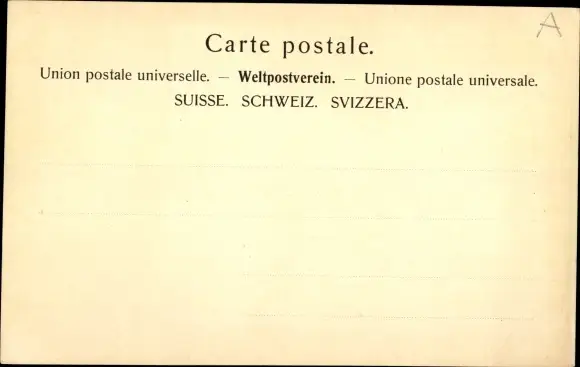 A
Carte postale.
Union postale universelle. — Weltpostverein. — Unione postale universale.
SUISSE. SCHWEIZ. SVIZZERA.